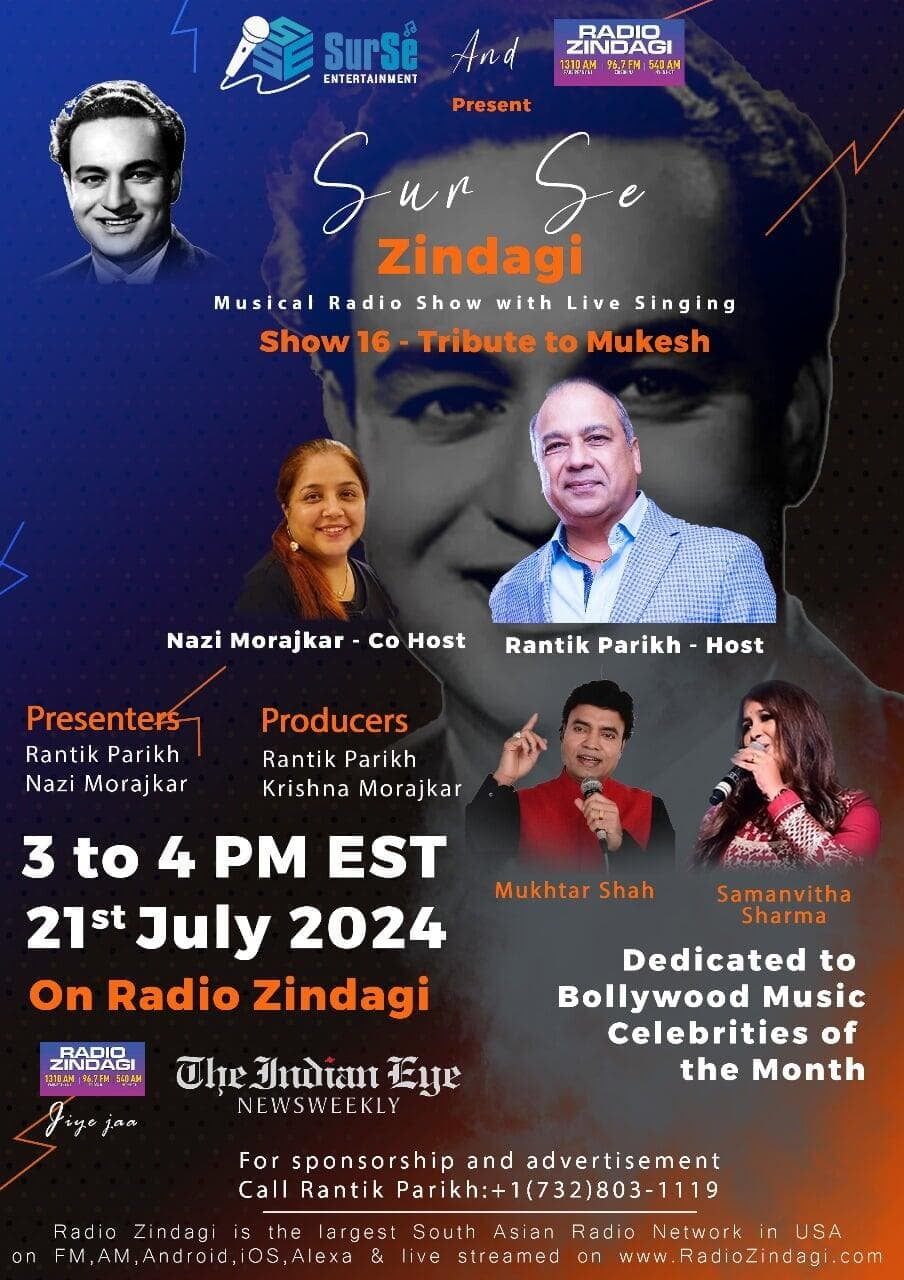 SurSe
ENTERTAINMENT
And
RADIO
ZINDAGI
1310 AM | 96.7 FM | 540 AM
Present
Sur Se
Zindagi
Musical Radio Show with Live Singing
Show 16 - Tribute to Mukesh
Nazi Morajkar - Co Host
Rantik Parikh - Host
Presenters
Rantik Parikh
Nazi Morajkar
Producers
Rantik Parikh
Krishna Morajkar
Mukhtar Shah
Samanvitha
Sharma
3 to 4 PM EST
21st July 2024
On Radio Zindagi
Dedicated to
Bollywood Music
Celebrities of
the Month
RADIO
ZINDAGI
1310 AM | 96.7 FM | 540 AM
Jiye jaa
The Indian Eye
NEWSWEEKLY
For sponsorship and advertisement
Call Rantik Parikh:+1(732)803-1119
Radio Zindagi is the largest South Asian Radio Network in USA
on FM,AM,Android,iOS,Alexa & live streamed on www.RadioZindagi.com